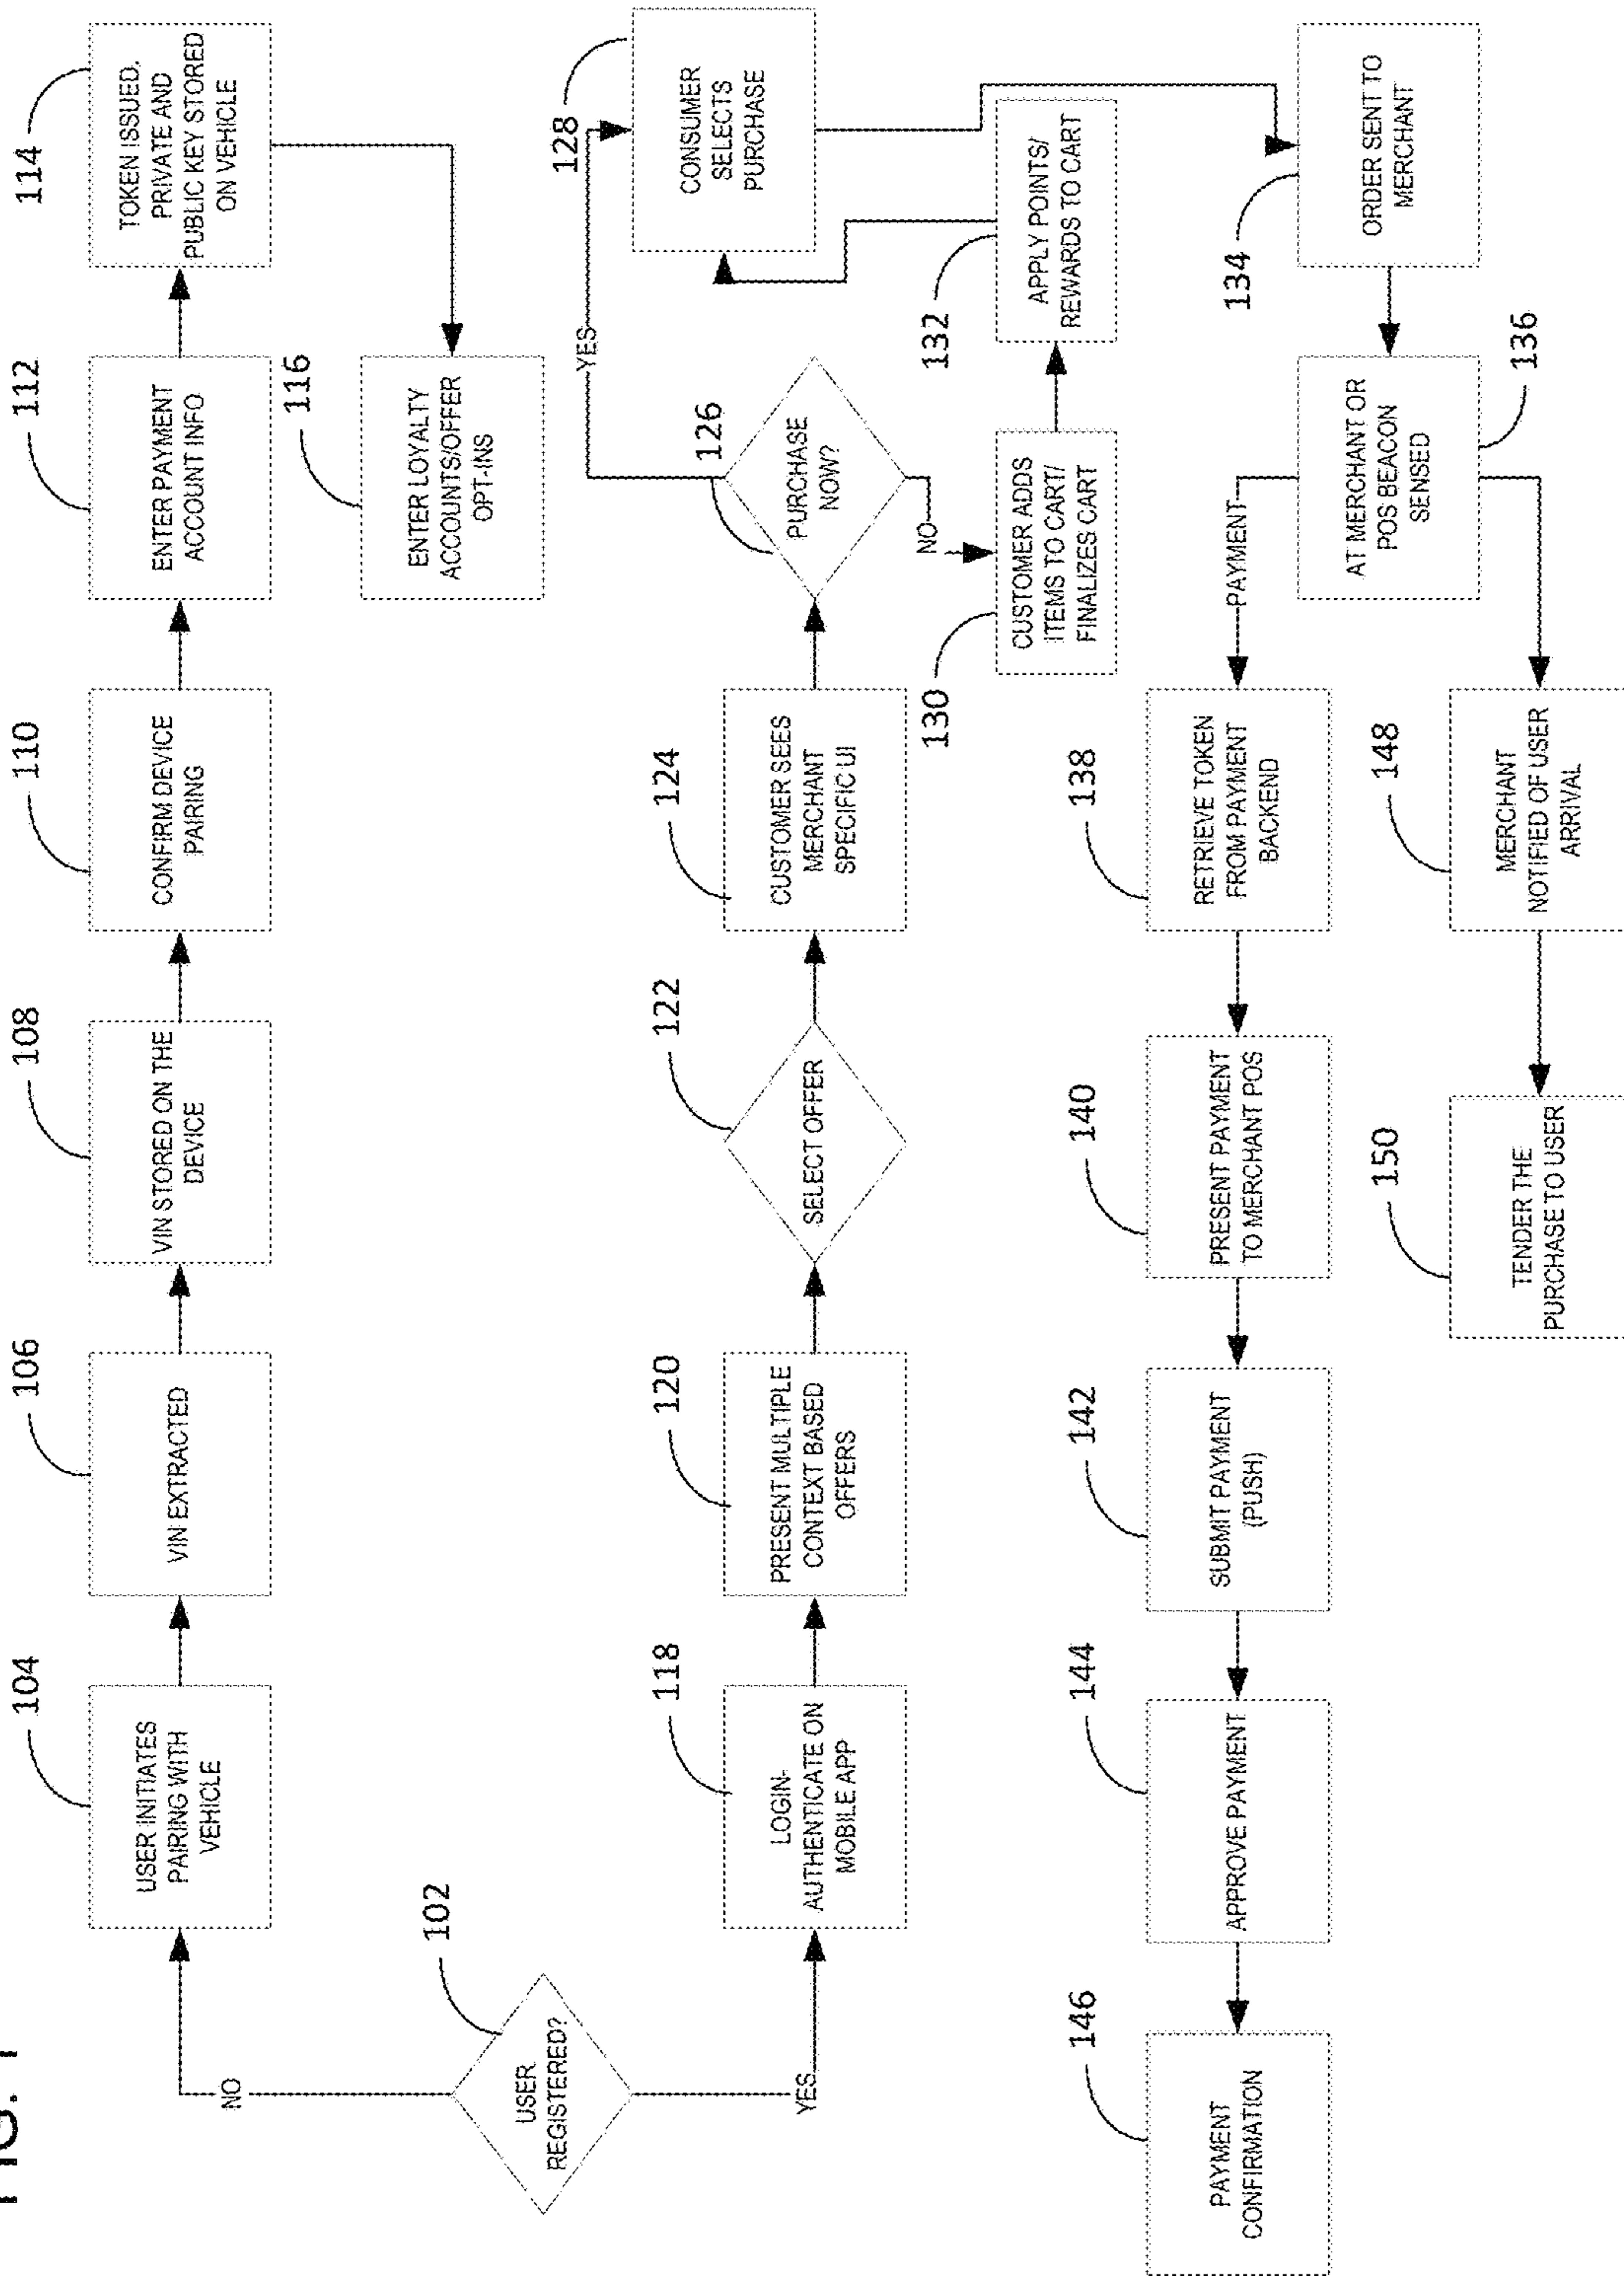 FIG. 1
102
USER
REGISTERED?
NO
YES
104
USER INITIATES
PAIRING WITH
VEHICLE
106
VIN EXTRACTED
108
VIN STORED ON THE
DEVICE
110
CONFIRM DEVICE
PAIRING
112
ENTER PAYMENT
ACCOUNT INFO
114
TOKEN ISSUED.
PRIVATE AND
PUBLIC KEY STORED
ON VEHICLE
116
ENTER LOYALTY
ACCOUNTS/OFFER
OPT-INS
118
LOGIN-
AUTHENTICATE ON
MOBILE APP
120
PRESENT MULTIPLE
CONTEXT BASED
OFFERS
122
SELECT OFFER
124
CUSTOMER SEES
MERCHANT
SPECIFIC UI
126
PURCHASE
NOW?
YES
NO
128
CONSUMER
SELECTS
PURCHASE
130
CUSTOMER ADDS
ITEMS TO CART/
FINALIZES CART
132
APPLY POINTS/
REWARDS TO CART
134
ORDER SENT TO
MERCHANT
136
AT MERCHANT OR
POS BEACON
SENSED
PAYMENT
138
RETRIEVE TOKEN
FROM PAYMENT
BACKEND
140
PRESENT PAYMENT
TO MERCHANT POS
142
SUBMIT PAYMENT
(PUSH)
144
APPROVE PAYMENT
146
PAYMENT
CONFIRMATION
148
MERCHANT
NOTIFIED OF USER
ARRIVAL
150
TENDER THE
PURCHASE TO USER